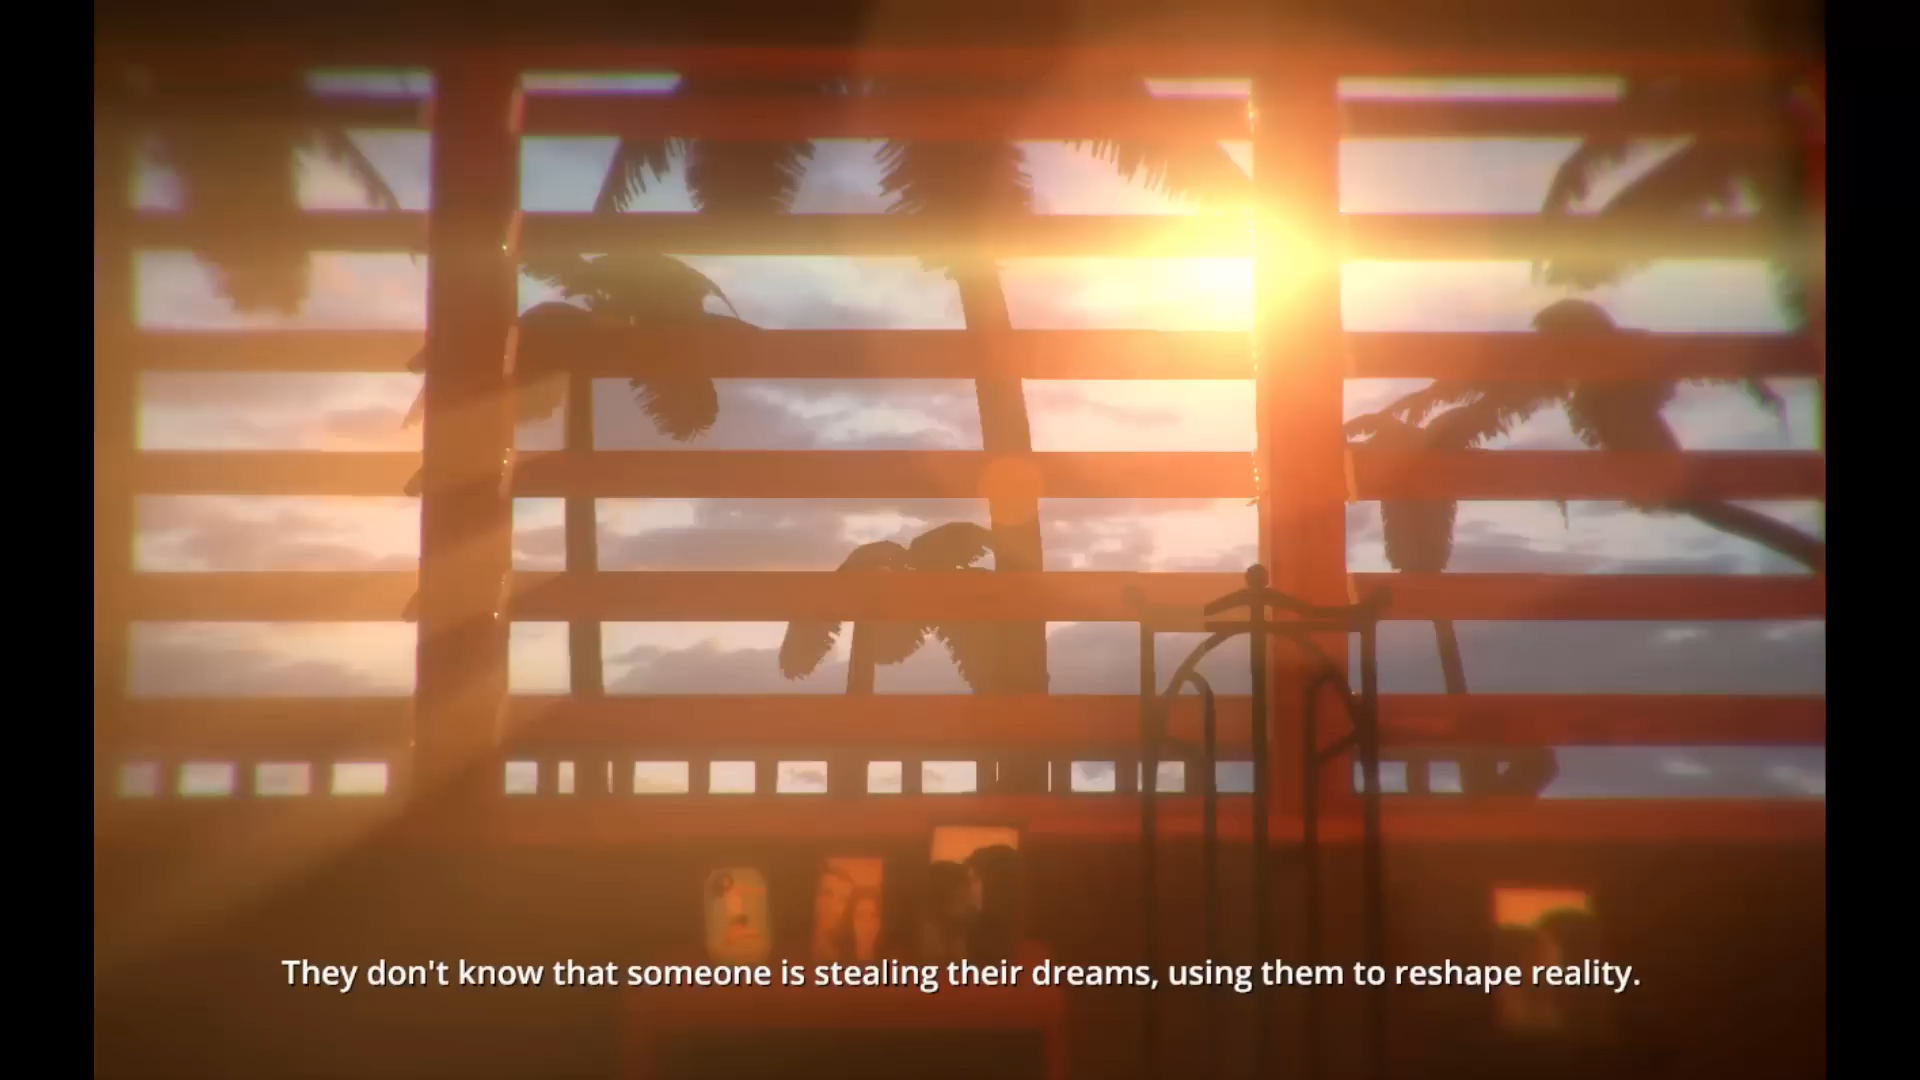 They don't know that someone is stealing their dreams, using them to reshape reality.